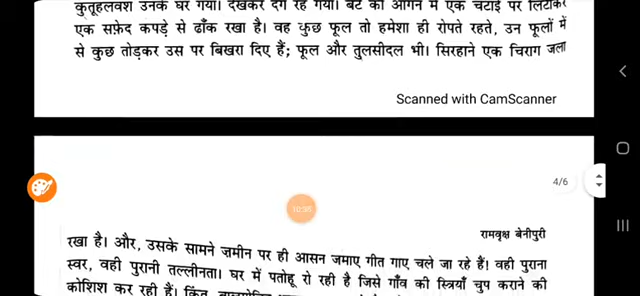 कुतूहलवश उनके घर गया। देखकर दंग रह गया। बेटे को आँगन में एक चटाई पर लिटाकर
एक सफ़ेद कपड़े से ढाँक रखा है। वह कुछ फूल तो हमेशा ही रोपते रहते, उन फूलों में
से कुछ तोड़कर उस पर बिखरा दिए हैं; फूल और तुलसीदल भी। सिरहाने एक चिराग जला
Scanned with CamScanner
4/6
10:35
रामवृक्ष बेनीपुरी
रखा है। और, उसके सामने ज़मीन पर ही आसन जमाए गीत गाए चले जा रहे हैं! वही पुराना
स्वर, वही पुरानी तल्लीनता। घर में पतोहू रो रही है जिसे गाँव की स्त्रियाँ चुप कराने की
कोशिश कर रही हैं। किंतु,